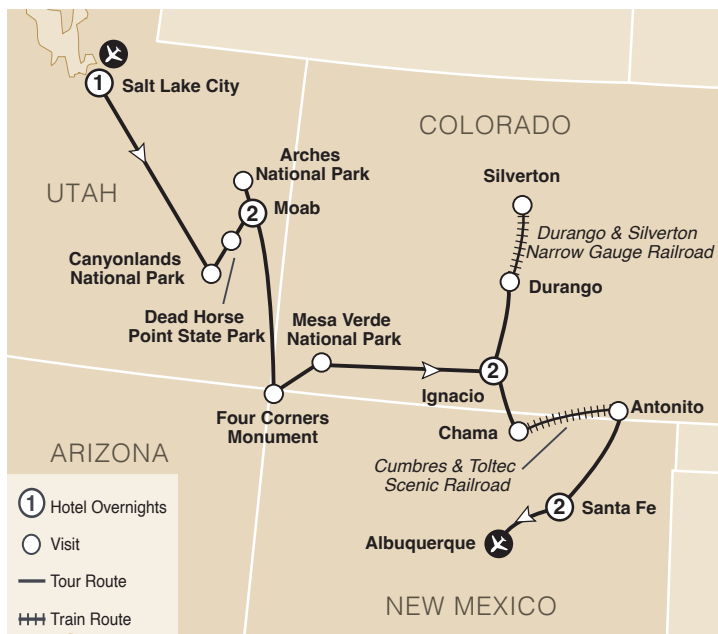 1
Salt Lake City
COLORADO
Arches
National Park
Silverton
UTAH
2
Moab
Durango & Silverton
Narrow Gauge Railroad
Canyonlands
National Park
Durango
Dead Horse
Point State Park
Mesa Verde
National Park
2
Ignacio
Four Corners
Monument
Chama
Antonito
ARIZONA
Cumbres & Toltec
Scenic Railroad
1 Hotel Overnights
2
Santa Fe
Visit
Albuquerque
Tour Route
NEW MEXICO
Train Route